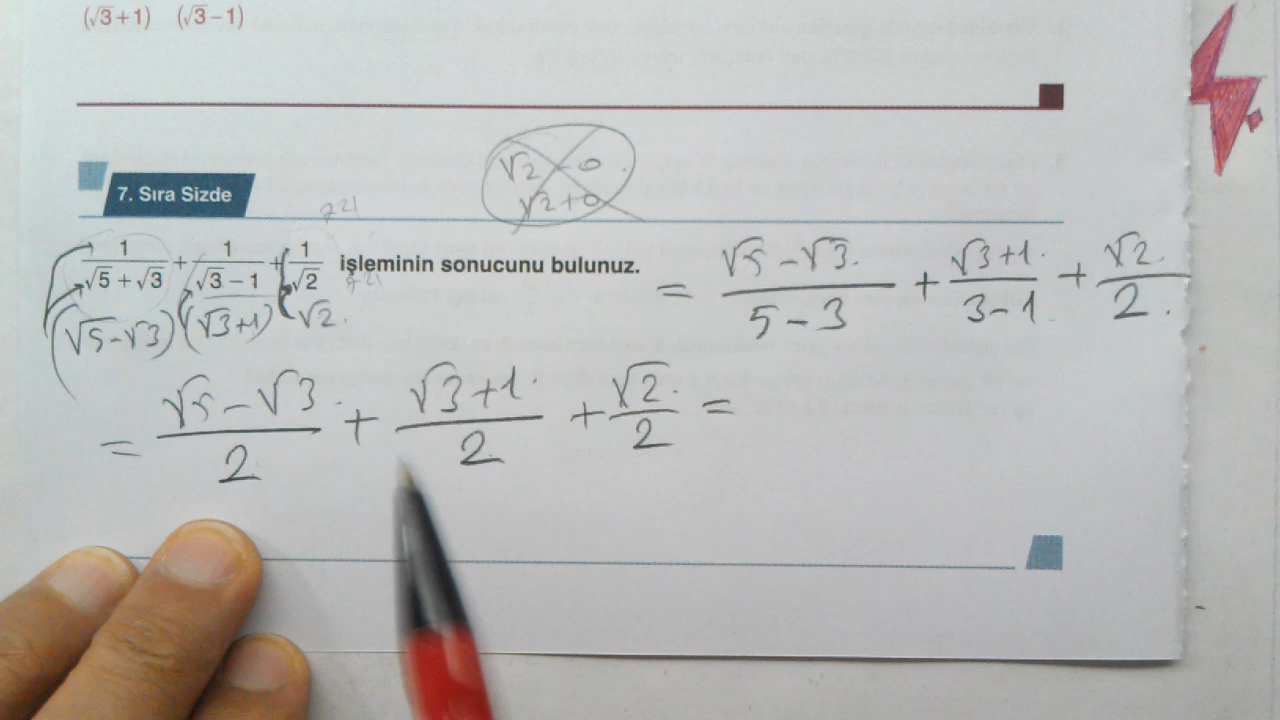 (√3+1) (√3−1)
√2 − 0
√2+0
7. Sıra Sizde
1/(√5 + √3) + 1/(√3 − 1) + 1/√2 işleminin sonucunu bulunuz.
(√5−√3) (√3+1) √2.
= (√5 − √3)/(5 − 3) + (√3+1)/(3−1) + √2/2
= (√5 − √3)/2 + (√3+1)/2 + √2/2 =